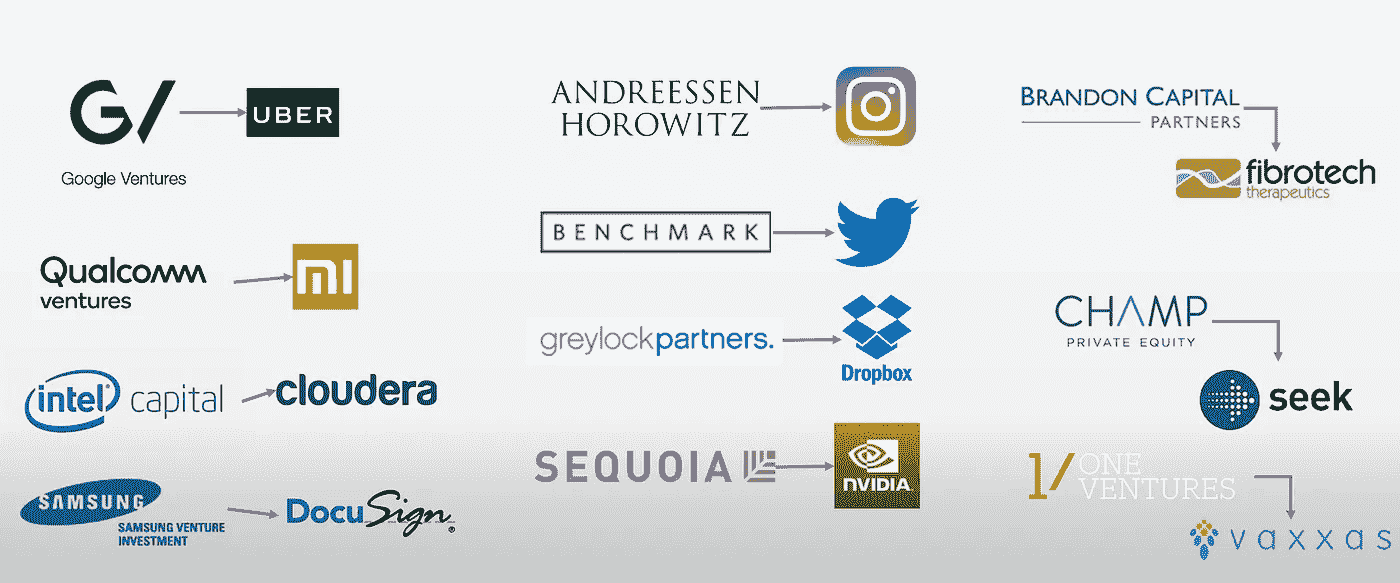 GV
UBER
Google Ventures
Qualcomm
ventures
mi
intel capital
cloudera
SAMSUNG
SAMSUNG VENTURE
INVESTMENT
DocuSign
ANDREESSEN
HOROWITZ
BENCHMARK
greylockpartners.
Dropbox
SEQUOIA
NVIDIA
BRANDON CAPITAL
PARTNERS
fibrotech
therapeutics
CHAMP
PRIVATE EQUITY
seek
1/ ONE
VENTURES
vaxxas